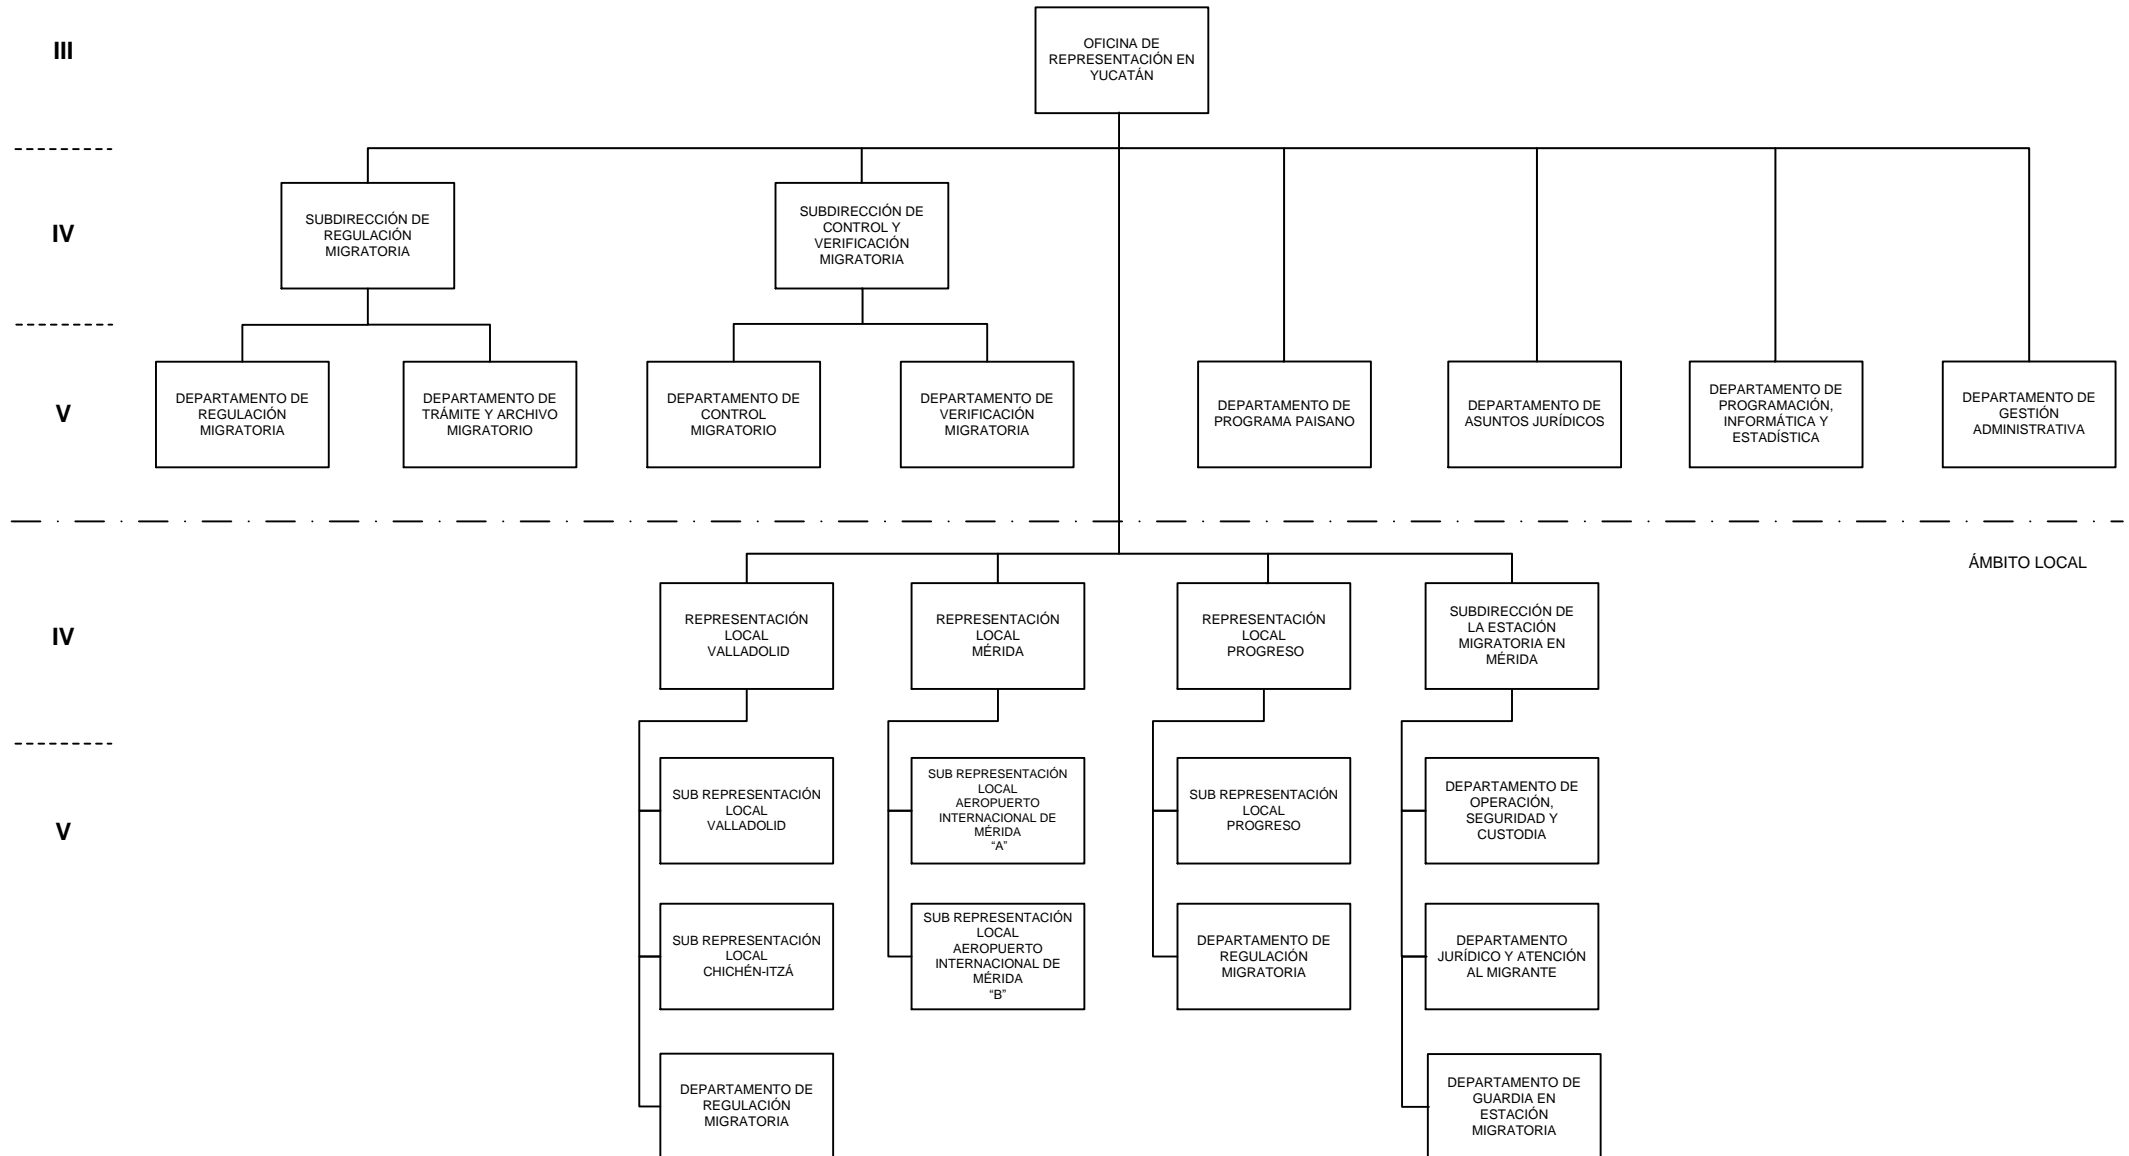 III
OFICINA DE
REPRESENTACIÓN EN
YUCATÁN
IV
SUBDIRECCIÓN DE
REGULACIÓN
MIGRATORIA
SUBDIRECCIÓN DE
CONTROL Y
VERIFICACIÓN
MIGRATORIA
V
DEPARTAMENTO DE
REGULACIÓN
MIGRATORIA
DEPARTAMENTO DE
TRÁMITE Y ARCHIVO
MIGRATORIO
DEPARTAMENTO DE
CONTROL
MIGRATORIO
DEPARTAMENTO DE
VERIFICACIÓN
MIGRATORIA
DEPARTAMENTO DE
PROGRAMA PAISANO
DEPARTAMENTO DE
ASUNTOS JURÍDICOS
DEPARTAMENTO DE
PROGRAMACIÓN,
INFORMÁTICA Y
ESTADÍSTICA
DEPARTAMENTO DE
GESTIÓN
ADMINISTRATIVA
ÁMBITO LOCAL
IV
REPRESENTACIÓN
LOCAL
VALLADOLID
REPRESENTACIÓN
LOCAL
MÉRIDA
REPRESENTACIÓN
LOCAL
PROGRESO
SUBDIRECCIÓN DE
LA ESTACIÓN
MIGRATORIA EN
MÉRIDA
V
SUB REPRESENTACIÓN
LOCAL
VALLADOLID
SUB REPRESENTACIÓN
LOCAL
AEROPUERTO
INTERNACIONAL DE
MÉRIDA
“A”
SUB REPRESENTACIÓN
LOCAL
PROGRESO
DEPARTAMENTO DE
OPERACIÓN,
SEGURIDAD Y
CUSTODIA
SUB REPRESENTACIÓN
LOCAL
CHICHÉN-ITZÁ
SUB REPRESENTACIÓN
LOCAL
AEROPUERTO
INTERNACIONAL DE
MÉRIDA
“B”
DEPARTAMENTO DE
REGULACIÓN
MIGRATORIA
DEPARTAMENTO
JURÍDICO Y ATENCIÓN
AL MIGRANTE
DEPARTAMENTO DE
REGULACIÓN
MIGRATORIA
DEPARTAMENTO DE
GUARDIA EN
ESTACIÓN
MIGRATORIA